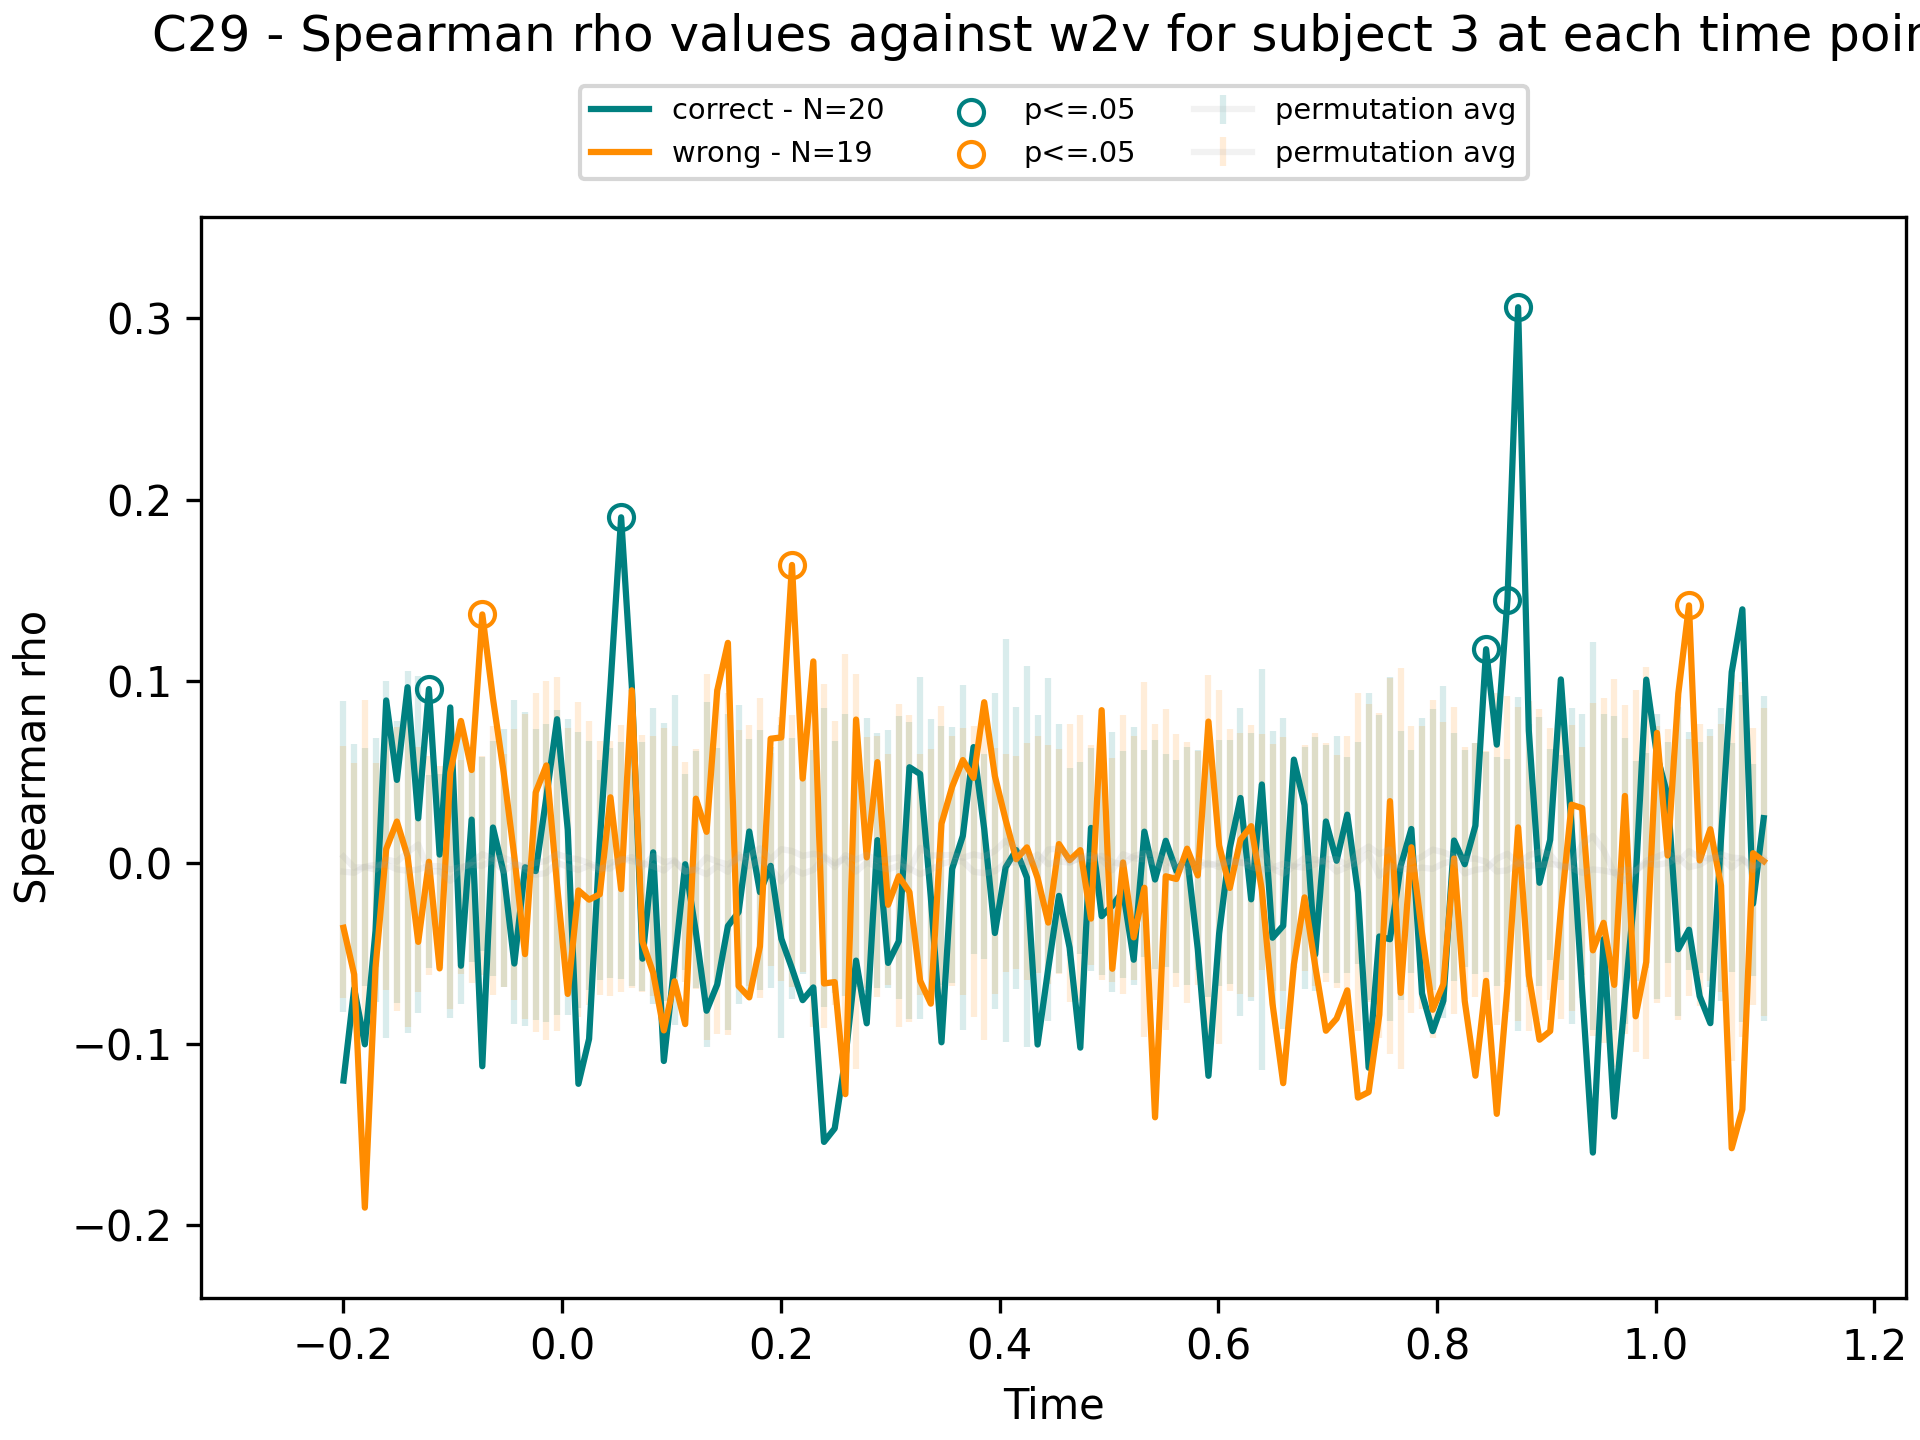 C29 - Spearman rho values against w2v for subject 3 at each time
correct - N=20 p<=.05 permutation avg
wrong - N=19 p<=.05 permutation avg
0.3
0.2
0.1
0.0
−0.1
−0.2
Spearman rho
−0.2 0.0 0.2 0.4 0.6 0.8 1.0 1.2
Time